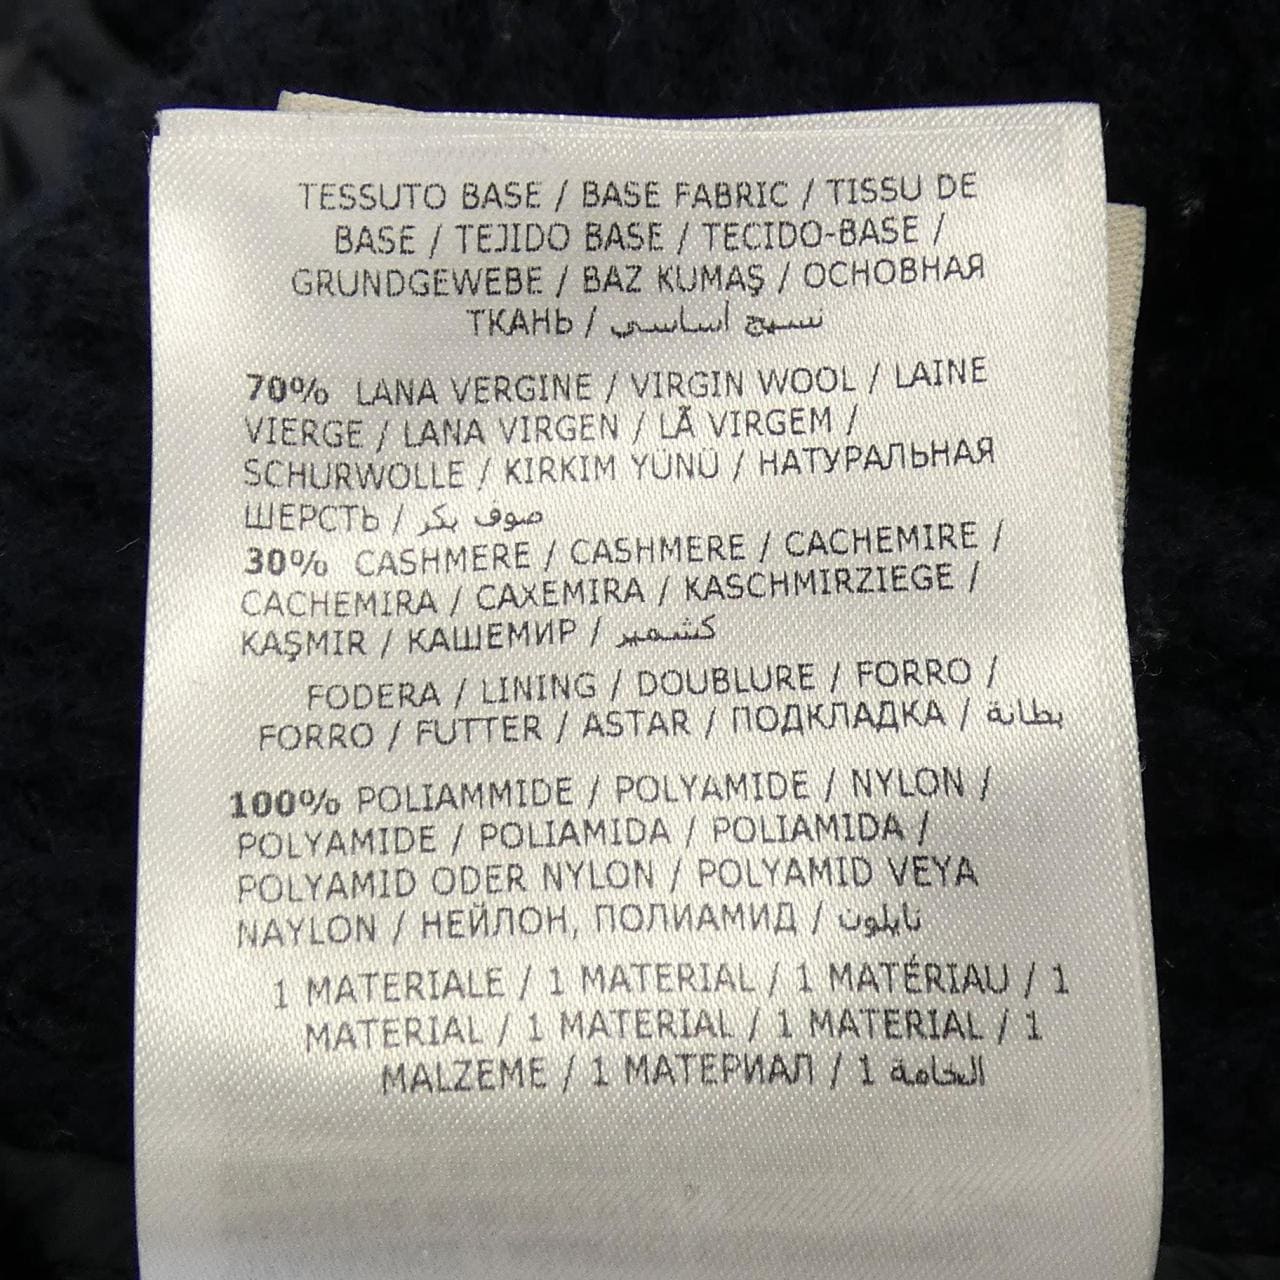 TESSUTO BASE / BASE FABRIC / TISSU DE
BASE / TEJIDO BASE / TECIDO-BASE /
GRUNDGEWEBE / BAZ KUMAŞ / ОСНОВНАЯ
ТКАНЬ / نسيج أساسي
70% LANA VERGINE / VIRGIN WOOL / LAINE
VIERGE / LANA VIRGEN / LÃ VIRGEM /
SCHURWOLLE / KIRKIM YÜNÜ / НАТУРАЛЬНАЯ
ШЕРСТЬ / صوف بكر
30% CASHMERE / CASHMERE / CACHEMIRE /
CACHEMIRA / CAXEMIRA / KASCHMIRZIEGE /
KAŞMIR / КАШЕМИР / كشمير
FODERA / LINING / DOUBLURE / FORRO /
FORRO / FUTTER / ASTAR / ПОДКЛАДКА / بطانة
100% POLIAMMIDE / POLYAMIDE / NYLON /
POLYAMIDE / POLIAMIDA / POLIAMIDA /
POLYAMID ODER NYLON / POLYAMID VEYA
NAYLON / НЕЙЛОН, ПОЛИАМИД / نايلون
1 MATERIALE / 1 MATERIAL / 1 MATÉRIAU / 1
MATERIAL / 1 MATERIAL / 1 MATERIAL / 1
MALZEME / 1 МАТЕРИАЛ / 1 الخامة